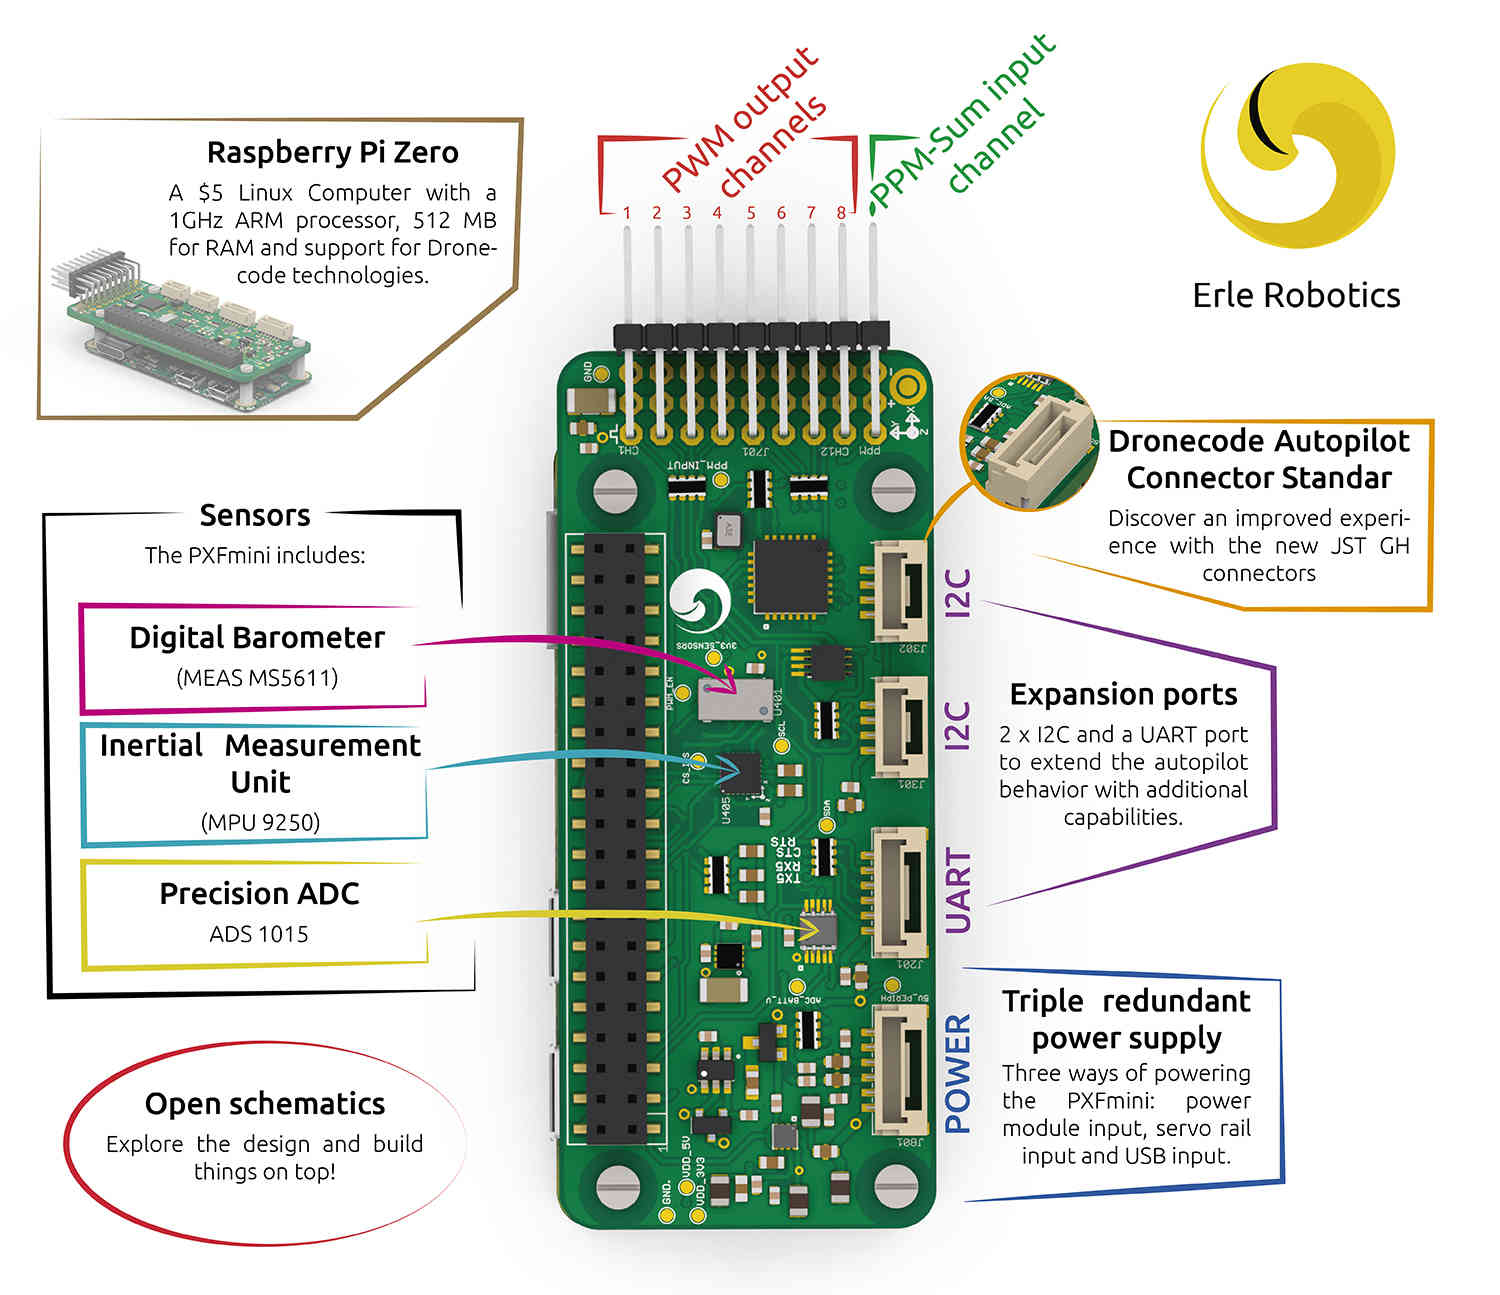 PWM output
channels
PPM-Sum input
channel
1 2 3 4 5 6 7 8
Raspberry Pi Zero
A $5 Linux Computer with a
1GHz ARM processor, 512 MB
for RAM and support for Drone-
code technologies.
Erle Robotics
Dronecode Autopilot
Connector Standar
Discover an improved experi-
ence with the new JST GH
connectors
Sensors
The PXFmini includes:
Digital Barometer
(MEAS MS5611)
Inertial Measurement
Unit
(MPU 9250)
Precision ADC
ADS 1015
Open schematics
Explore the design and build
things on top!
I2C
I2C
UART
POWER
Expansion ports
2 x I2C and a UART port
to extend the autopilot
behavior with additional
capabilities.
Triple redundant
power supply
Three ways of powering
the PXFmini: power
module input, servo rail
input and USB input.
GND
- 
+
X
Y
Z
CH1
J701
CH12
PPM
PPM_INPUT
J302
3V3_SENSORS
PWM_EN
U401
SCL
J301
U405
SDA
RTS
CTS
RX5
TX5
J201
ADC_BATT_V
5V_PERIPH
J801
1
VDD_5V
VDD_3V3
GND.